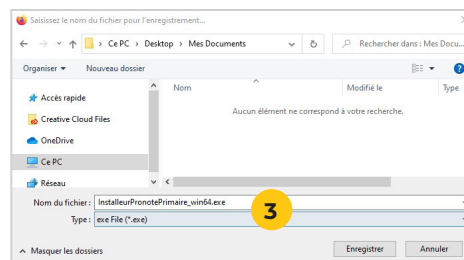 Saisissez le nom du fichier pour l'enregistrement...
Ce PC > Desktop > Mes Documents
Rechercher dans : Mes Docu...
Organiser
Nouveau dossier
Nom
Modifié le
Type
Accès rapide
Aucun élément ne correspond à votre recherche.
Creative Cloud Files
OneDrive
Ce PC
Réseau
Nom du fichier : InstalleurPronotePrimaire_win64.exe
Type : exe File (*.exe)
3
Masquer les dossiers
Enregistrer
Annuler